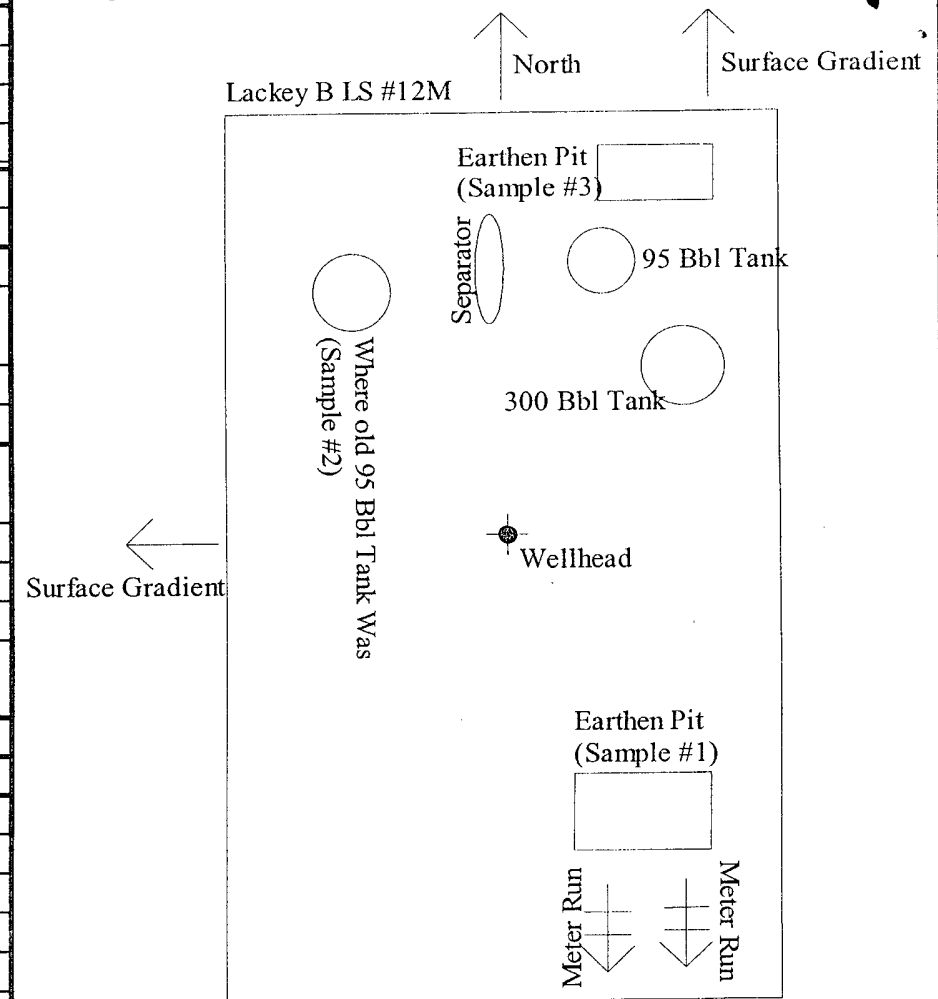 North
Surface Gradient
Lackey B LS #12M
Earthen Pit
(Sample #3)
Separator
95 Bbl Tank
Where old 95 Bbl Tank Was
(Sample #2)
300 Bbl Tank
Wellhead
Surface Gradient
Earthen Pit
(Sample #1)
Meter Run
Meter Run